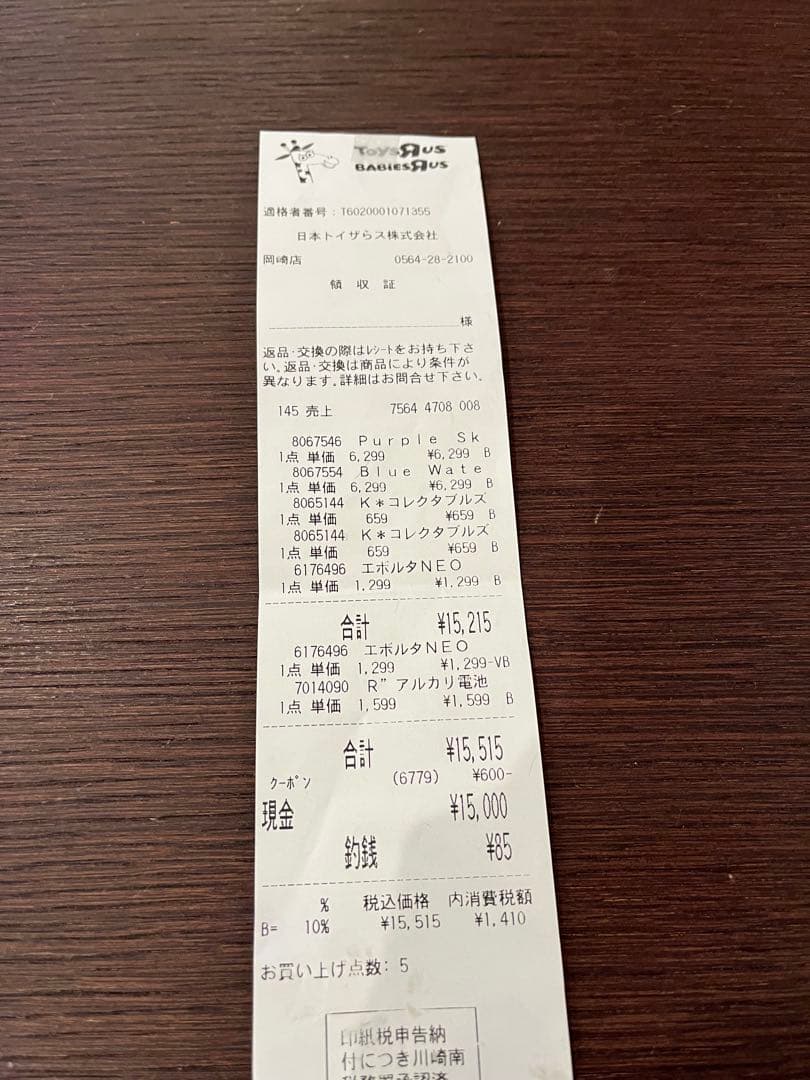 TOYSRUS
BABIESRUS
適格者番号:T6020001071355
日本トイザらス株式会社
岡崎店 0564-28-2100
領 収 証
様
返品・交換の際はレシートをお持ち下さ
い。返品・交換は商品により条件が
異なります。詳細はお問合せ下さい。
145 売上 7564 4708 008
8067546 Purple Sk
1点 単価 6,299 ¥6,299 B
8067554 Blue Wate
1点 単価 6,299 ¥6,299 B
8065144 K*コレクタブルズ
1点 単価 659 ¥659 B
8065144 K*コレクタブルズ
1点 単価 659 ¥659 B
6176496 エボルタNEO
1点 単価 1,299 ¥1,299 B
合計 ¥15,215
6176496 エボルタNEO
1点 単価 1,299 ¥1,299-VB
7014090 R”アルカリ電池
1点 単価 1,599 ¥1,599 B
合計 ¥15,515
クーポン (6779) ¥600-
現金 ¥15,000
釣銭 ¥85
% 税込価格 内消費税額
B= 10% ¥15,515 ¥1,410
お買い上げ点数: 5
印紙税申告納
付につき川崎南
税務署承認済